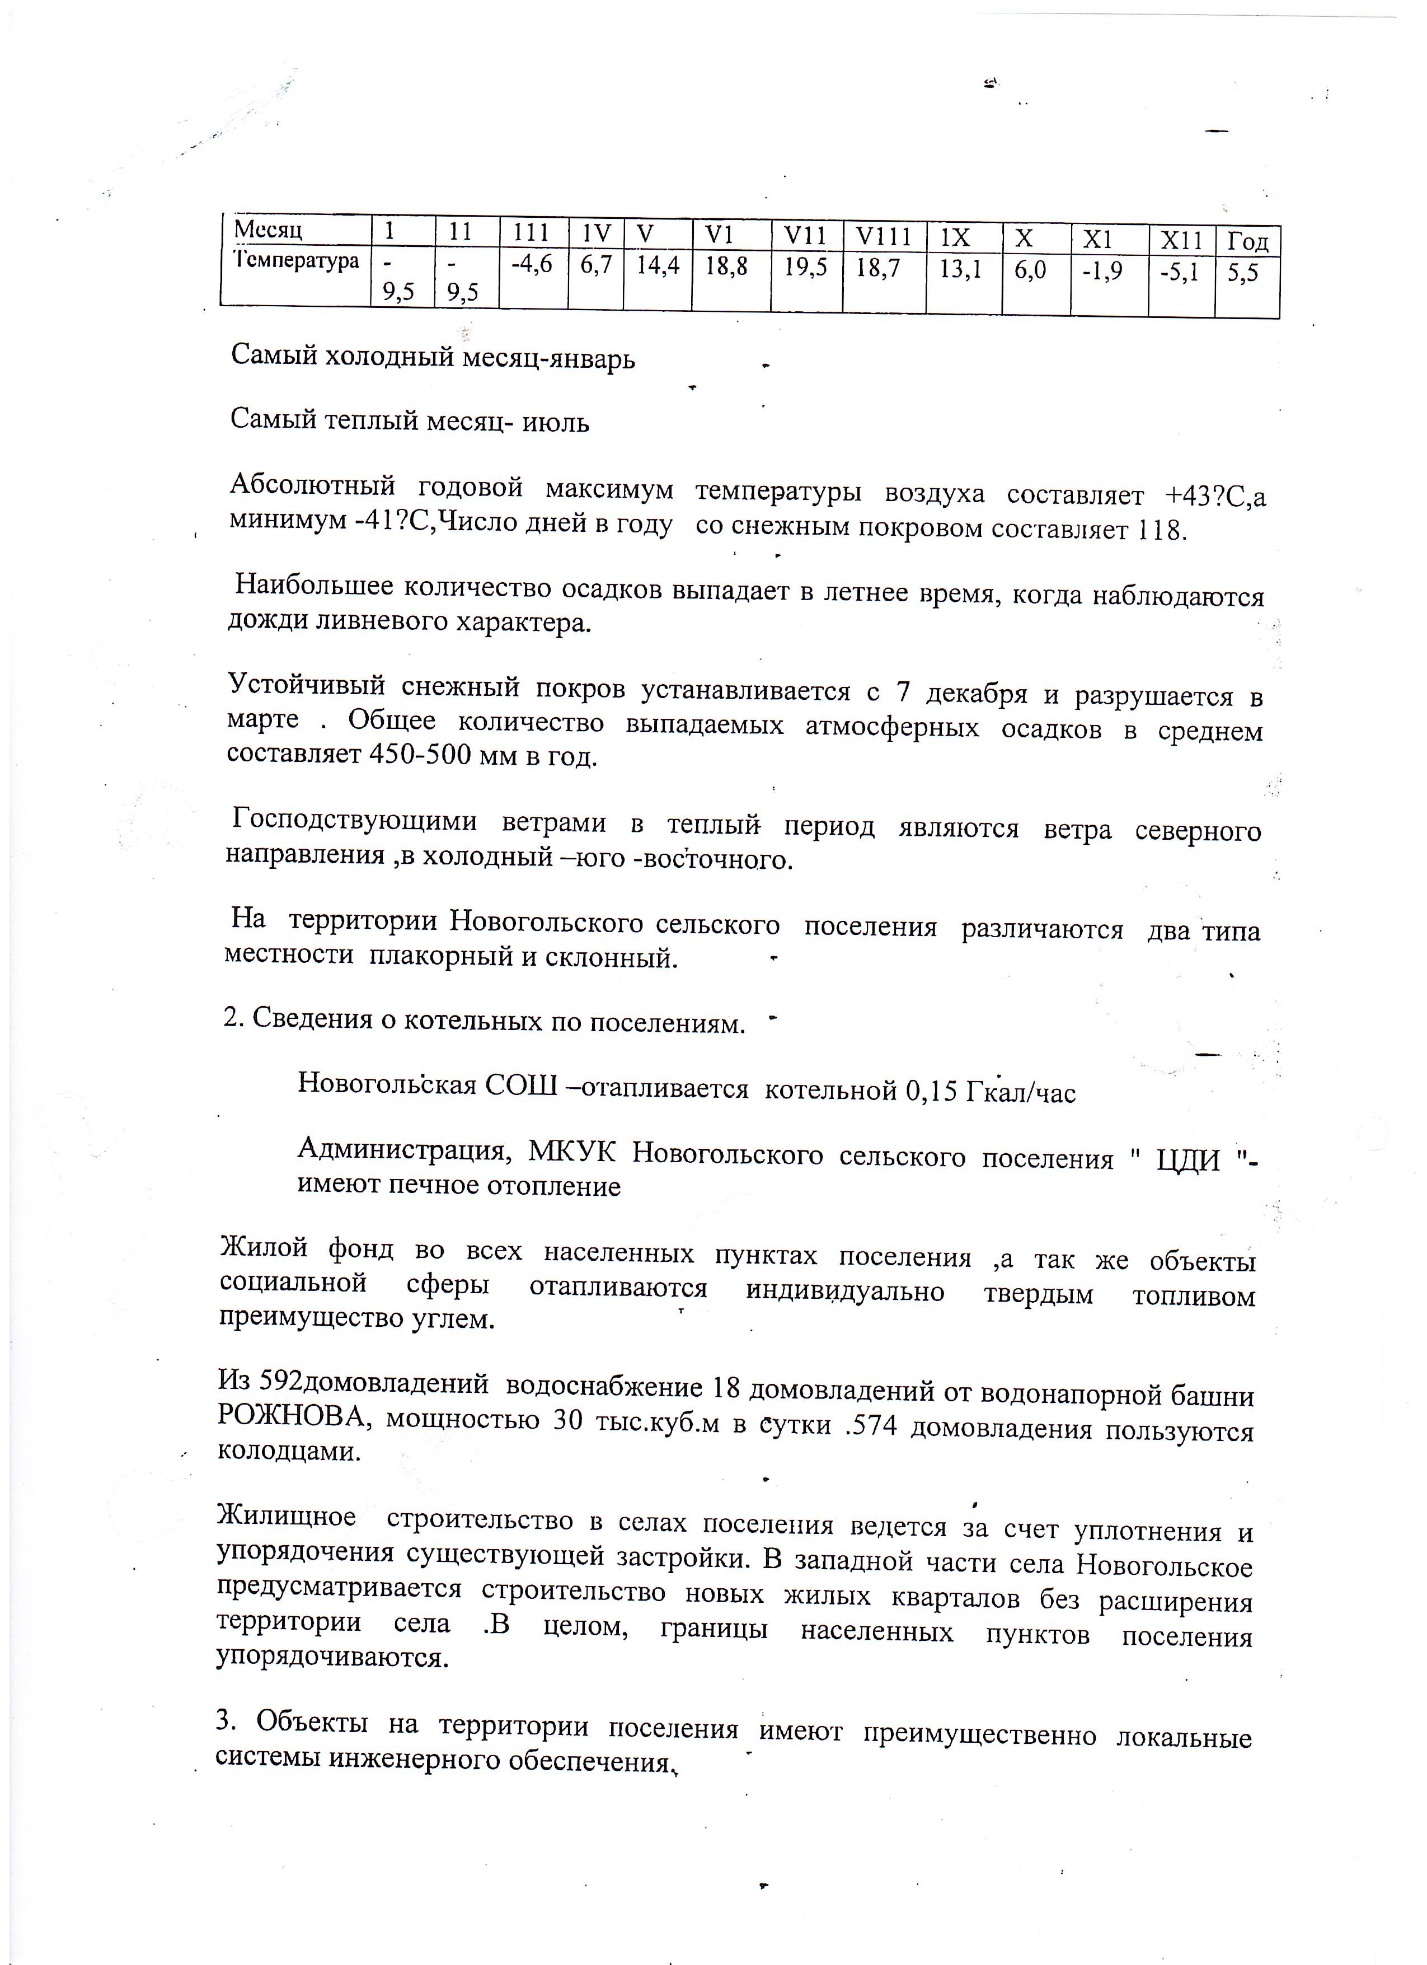 Месяц 1 11 111 1V V V1 V11 V111 1X X X1 X11 Год
Температура - 9,5 - 9,5 -4,6 6,7 14,4 18,8 19,5 18,7 13,1 6,0 -1,9 -5,1 5,5
Самый холодный месяц-январь
Самый теплый месяц- июль
Абсолютный годовой максимум температуры воздуха составляет +43?С,а
минимум -41?С,Число дней в году со снежным покровом составляет 118.
Наибольшее количество осадков выпадает в летнее время, когда наблюдаются
дожди ливневого характера.
Устойчивый снежный покров устанавливается с 7 декабря и разрушается в
марте . Общее количество выпадаемых атмосферных осадков в среднем
составляет 450-500 мм в год.
Господствующими ветрами в теплый период являются ветра северного
направления ,в холодный –юго -восточного.
На территории Новогольского сельского поселения различаются два типа
местности плакорный и склонный.
2. Сведения о котельных по поселениям.
Новогольская СОШ –отапливается котельной 0,15 Гкал/час
Администрация, МКУК Новогольского сельского поселения " ЦДИ "-
имеют печное отопление
Жилой фонд во всех населенных пунктах поселения ,а так же объекты
социальной сферы отапливаются индивидуально твердым топливом
преимущество углем.
Из 592домовладений водоснабжение 18 домовладений от водонапорной башни
РОЖНОВА, мощностью 30 тыс.куб.м в сутки .574 домовладения пользуются
колодцами.
Жилищное строительство в селах поселения ведется за счет уплотнения и
упорядочения существующей застройки. В западной части села Новогольское
предусматривается строительство новых жилых кварталов без расширения
территории села .В целом, границы населенных пунктов поселения
упорядочиваются.
3. Объекты на территории поселения имеют преимущественно локальные
системы инженерного обеспечения.